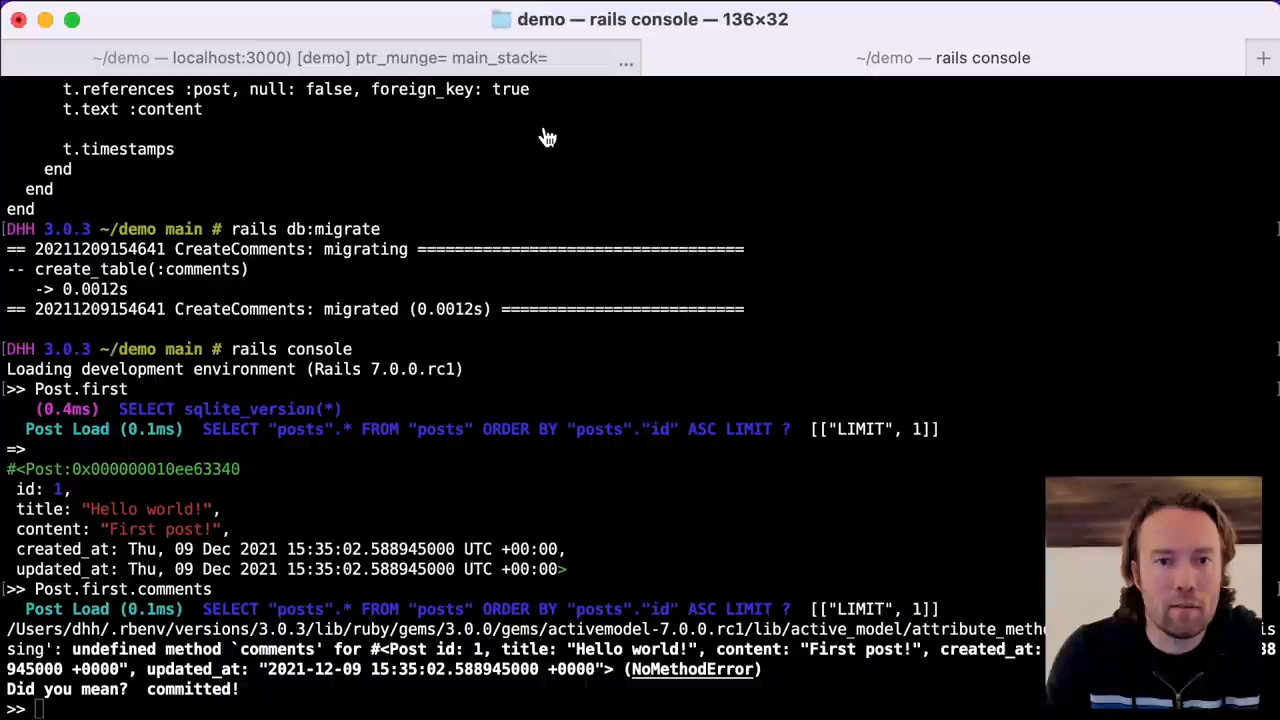 demo — rails console — 136×32
~/demo — localhost:3000) [demo] ptr_munge= main_stack= ...
~/demo — rails console
+
t.references :post, null: false, foreign_key: true
t.text :content
t.timestamps
end
end
end
[DHH 3.0.3 ~/demo main # rails db:migrate ]
== 20211209154641 CreateComments: migrating ===================================
-- create_table(:comments)
-> 0.0012s
== 20211209154641 CreateComments: migrated (0.0012s) ==========================
[DHH 3.0.3 ~/demo main # rails console ]
Loading development environment (Rails 7.0.0.rc1)
[>> Post.first ]
(0.4ms) SELECT sqlite_version(*)
Post Load (0.1ms) SELECT "posts".* FROM "posts" ORDER BY "posts"."id" ASC LIMIT ? [["LIMIT", 1]]
=>
#<Post:0x000000010ee63340
id: 1,
title: "Hello world!",
content: "First post!",
created_at: Thu, 09 Dec 2021 15:35:02.588945000 UTC +00:00,
updated_at: Thu, 09 Dec 2021 15:35:02.588945000 UTC +00:00>
[>> Post.first.comments ]
Post Load (0.1ms) SELECT "posts".* FROM "posts" ORDER BY "posts"."id" ASC LIMIT ? [["LIMIT", 1]]
/Users/dhh/.rbenv/versions/3.0.3/lib/ruby/gems/3.0.0/gems/activemodel-7.0.0.rc1/lib/active_model/attribute_meth is
sing': undefined method `comments' for #<Post id: 1, title: "Hello world!", content: "First post!", created_at: 88
945000 +0000", updated_at: "2021-12-09 15:35:02.588945000 +0000"> (NoMethodError)
Did you mean? committed!
>>